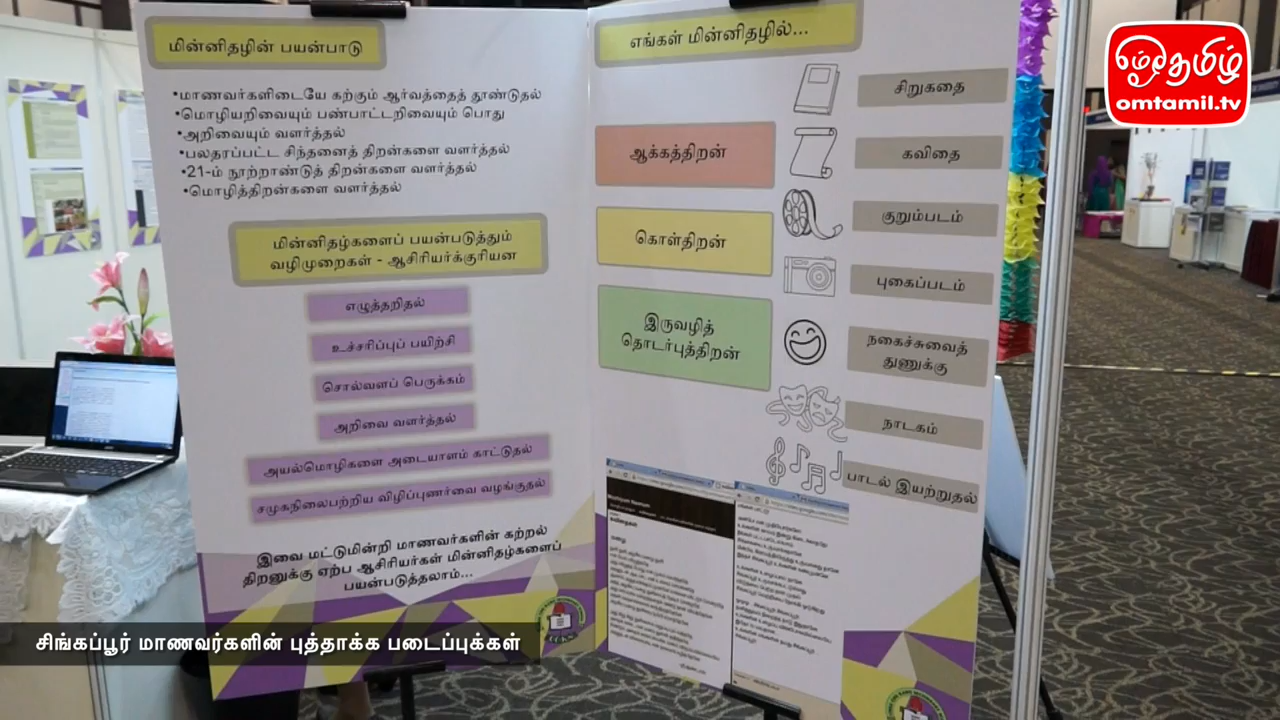 மின்னிதழின் பயன்பாடு
•மாணவர்களிடையே கற்கும் ஆர்வத்தைத் தூண்டுதல்
•மொழியறிவையும் பண்பாட்டறிவையும் பொது
•அறிவையும் வளர்த்தல்
•பலதரப்பட்ட சிந்தனைத் திறன்களை வளர்த்தல்
•21-ம் நூற்றாண்டுத் திறன்களை வளர்த்தல்
•மொழித்திறன்களை வளர்த்தல்
மின்னிதழ்களைப் பயன்படுத்தும்
வழிமுறைகள் - ஆசிரியர்க்குரியன
எழுத்தறிதல்
உச்சரிப்புப் பயிற்சி
சொல்வளப் பெருக்கம்
அறிவை வளர்த்தல்
அயல்மொழிகளை அடையாளம் காட்டுதல்
சமுகநிலைபற்றிய விழிப்புணர்வை வழங்குதல்
இவை மட்டுமின்றி மாணவர்களின் கற்றல்
திறனுக்கு ஏற்ப ஆசிரியர்கள் மின்னிதழ்களைப்
பயன்படுத்தலாம்...
எங்கள் மின்னிதழில்...
ஆக்கத்திறன்
கொள்திறன்
இருவழித்
தொடர்புத்திறன்
சிறுகதை
கவிதை
குறும்படம்
புகைப்படம்
நகைச்சுவைத்
துணுக்கு
நாடகம்
பாடல் இயற்றுதல்
ஓம்தமிழ்
omtamil.tv
சிங்கப்பூர் மாணவர்களின் புத்தாக்க படைப்புக்கள்